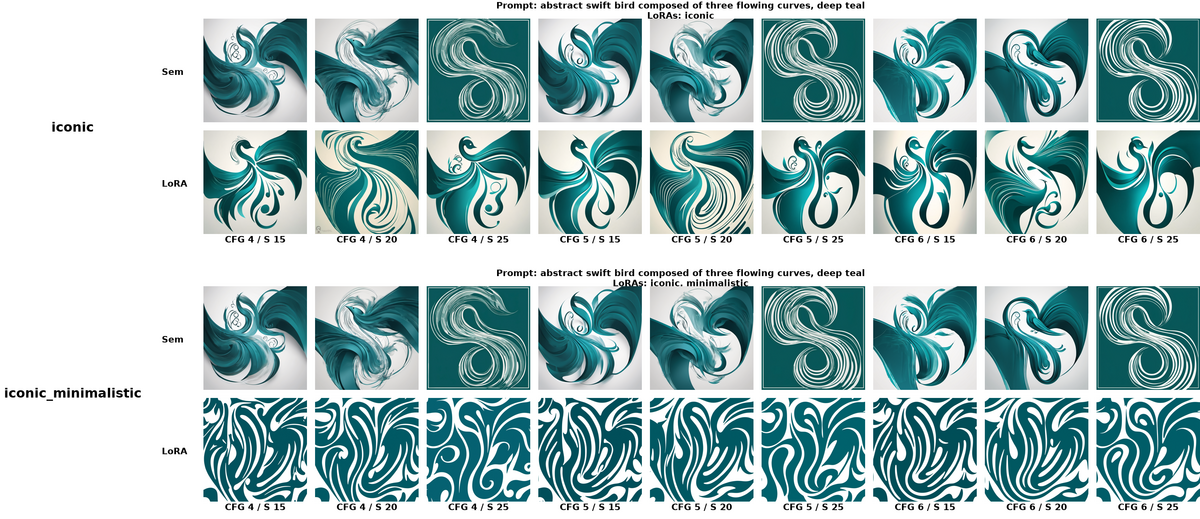 Prompt: abstract swift bird composed of three flowing curves, deep teal
LoRAs: iconic
iconic
Sem
LoRA
CFG 4 / S 15
CFG 4 / S 20
CFG 4 / S 25
CFG 5 / S 15
CFG 5 / S 20
CFG 5 / S 25
CFG 6 / S 15
CFG 6 / S 20
CFG 6 / S 25
Prompt: abstract swift bird composed of three flowing curves, deep teal
LoRAs: iconic, minimalistic
iconic_minimalistic
Sem
LoRA
CFG 4 / S 15
CFG 4 / S 20
CFG 4 / S 25
CFG 5 / S 15
CFG 5 / S 20
CFG 5 / S 25
CFG 6 / S 15
CFG 6 / S 20
CFG 6 / S 25